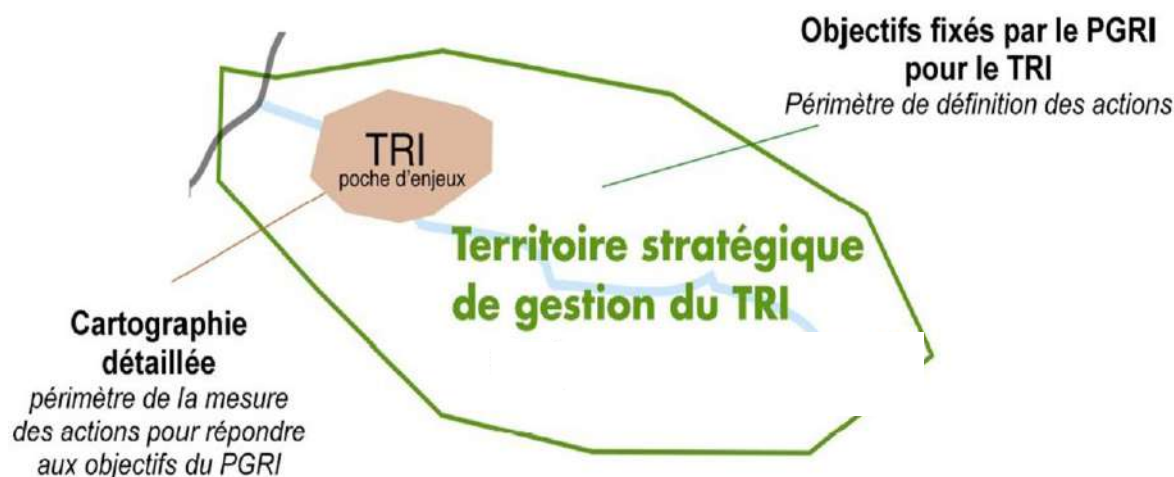 Objectifs fixés par le PGRI
pour le TRI
Périmètre de définition des actions
TRI
poche d'enjeux
Territoire stratégique
de gestion du TRI
Cartographie
détaillée
périmètre de la mesure
des actions pour répondre
aux objectifs du PGRI